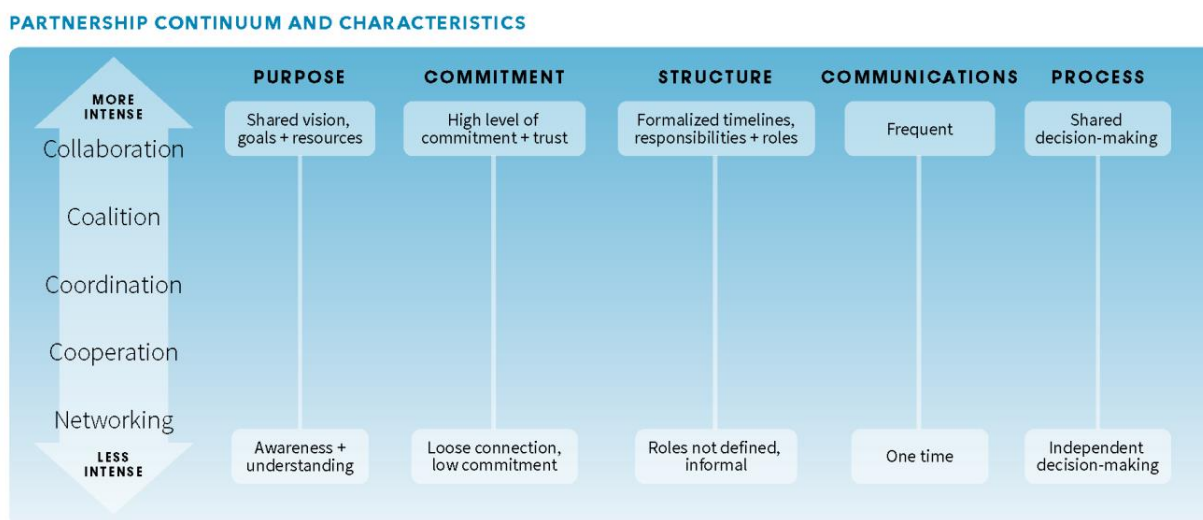 PARTNERSHIP CONTINUUM AND CHARACTERISTICS
PURPOSE
COMMITMENT
STRUCTURE
COMMUNICATIONS
PROCESS
MORE
INTENSE
Collaboration
Coalition
Coordination
Cooperation
Networking
LESS
INTENSE
Shared vision,
goals + resources
High level of
commitment + trust
Formalized timelines,
responsibilities + roles
Frequent
Shared
decision-making
Awareness +
understanding
Loose connection,
low commitment
Roles not defined,
informal
One time
Independent
decision-making